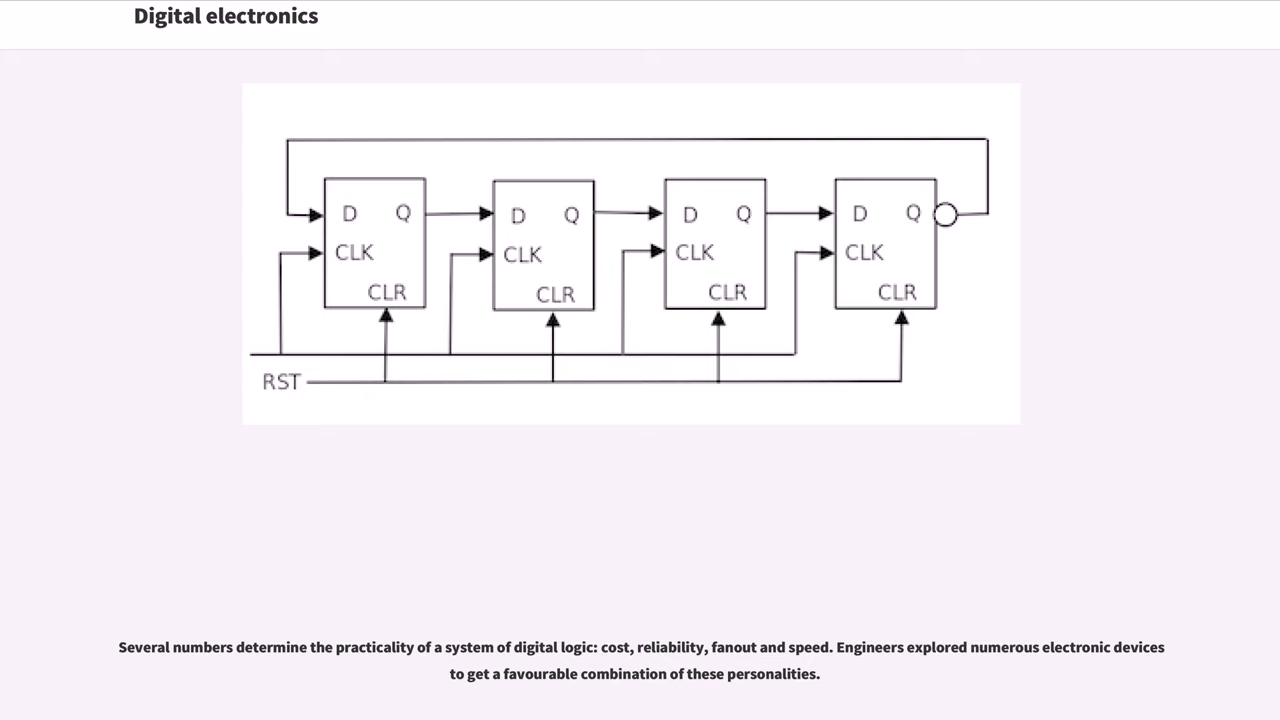 Digital electronics
D Q D Q D Q D Q
CLK CLK CLK CLK
CLR CLR CLR CLR
RST
Several numbers determine the practicality of a system of digital logic: cost, reliability, fanout and speed. Engineers explored numerous electronic devices
to get a favourable combination of these personalities.